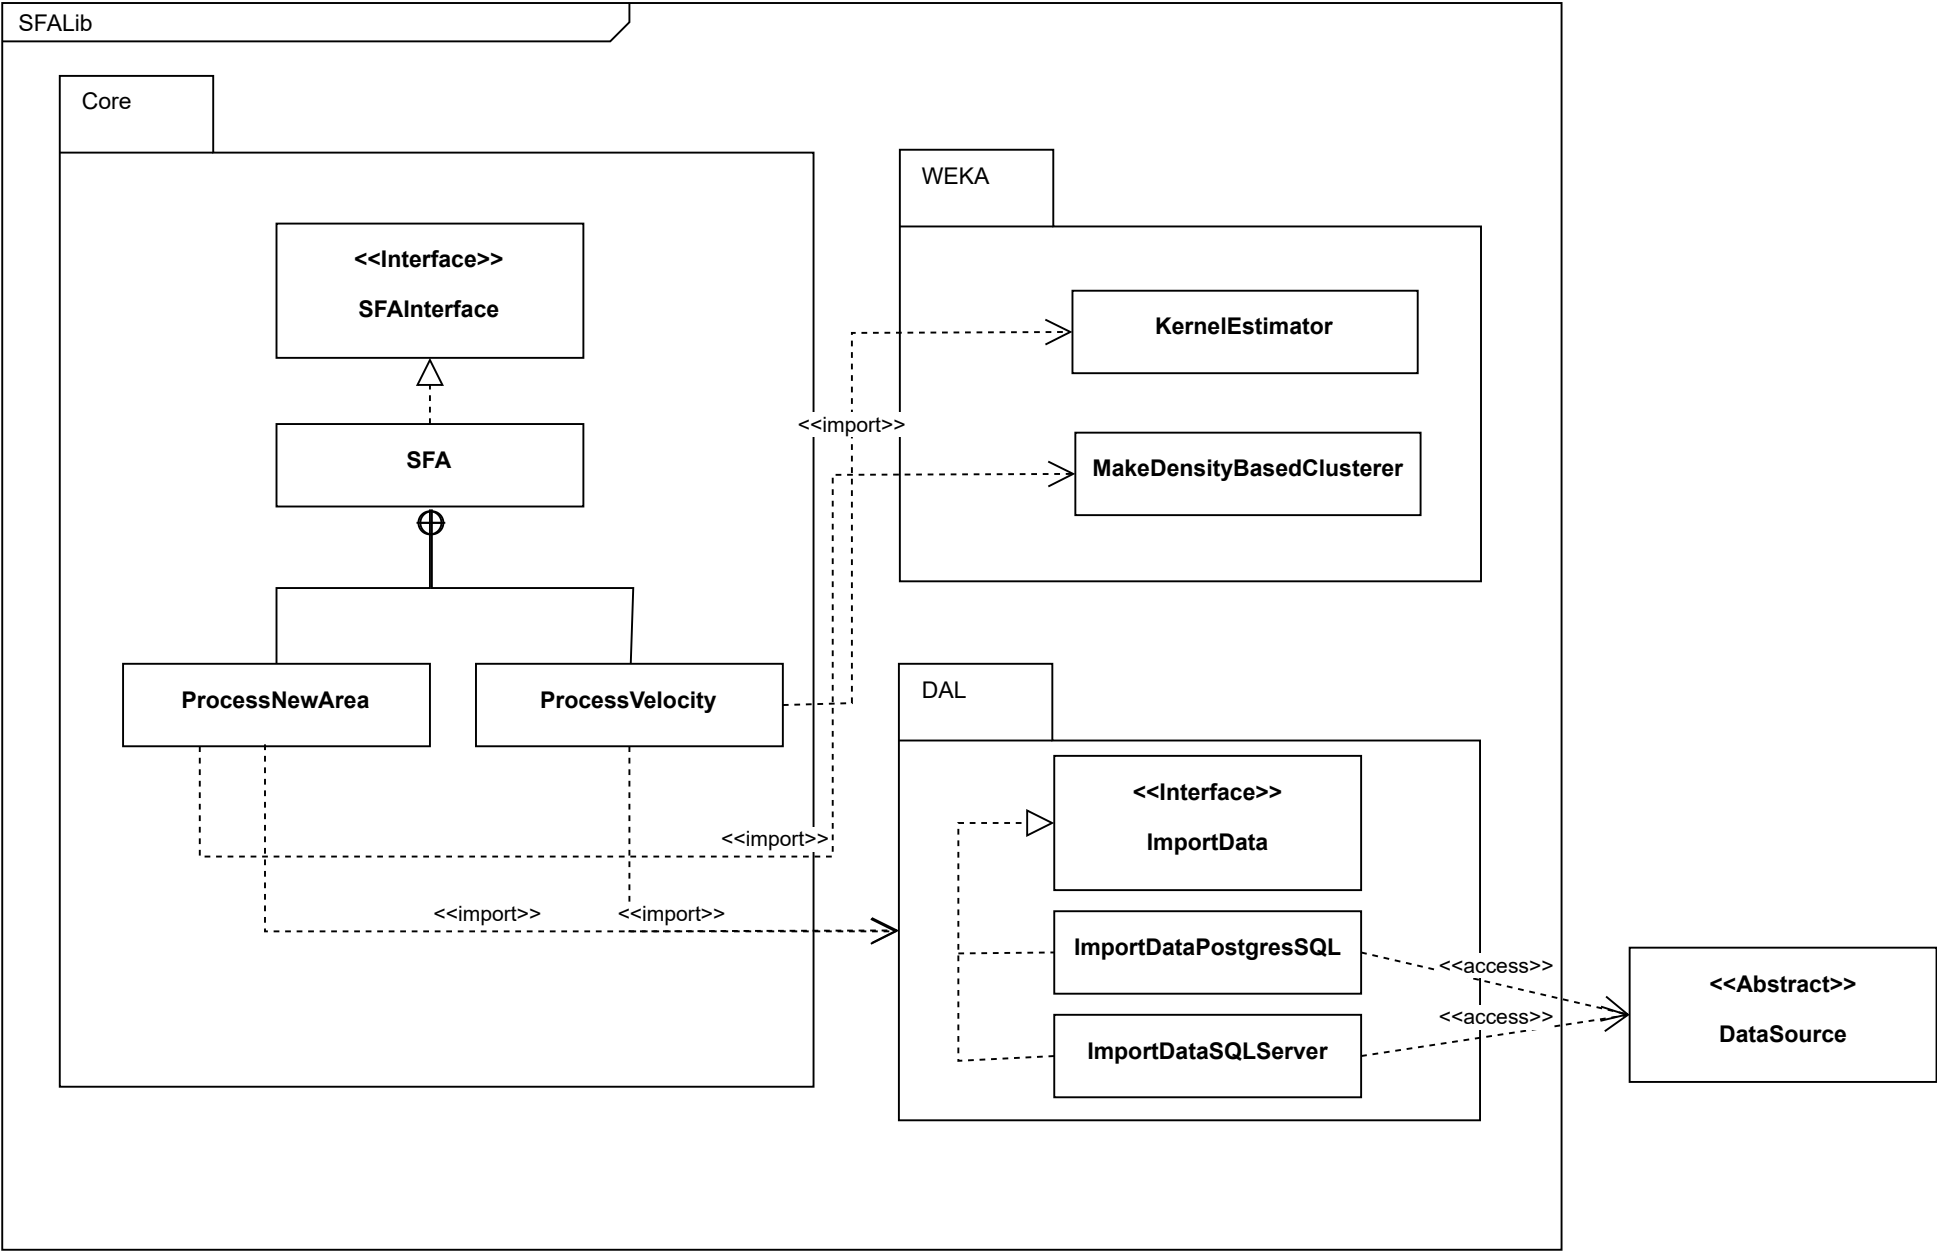 SFALib
Core
<<Interface>>
SFAInterface
SFA
ProcessNewArea
ProcessVelocity
<<import>>
<<import>>
<<import>>
<<import>>
WEKA
KernelEstimator
MakeDensityBasedClusterer
DAL
<<Interface>>
ImportData
ImportDataPostgresSQL
ImportDataSQLServer
<<access>>
<<access>>
<<Abstract>>
DataSource